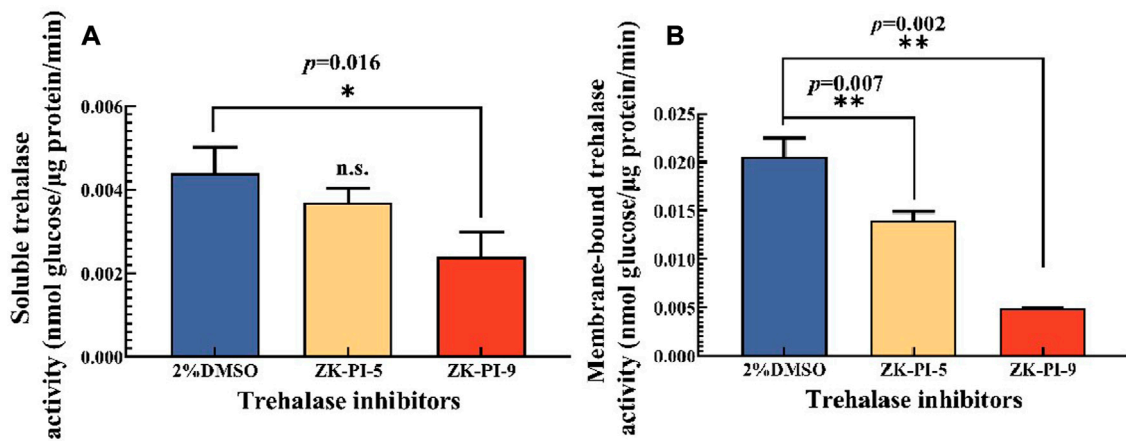 A
Soluble trehalase
activity (nmol glucose/μg protein/min)
p=0.016
*
0.006
0.004
0.002
0.000
n.s.
2%DMSO ZK-PI-5 ZK-PI-9
Trehalase inhibitors
B
Membrane-bound trehalase
activity (nmol glucose/μg protein/min)
p=0.002
**
p=0.007
**
0.025
0.020
0.015
0.010
0.005
0.000
2%DMSO ZK-PI-5 ZK-PI-9
Trehalase inhibitors